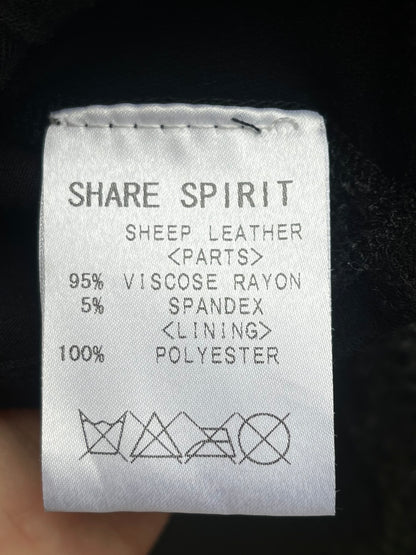 SHARE SPIRIT
SHEEP LEATHER
<PARTS>
95% VISCOSE RAYON
5% SPANDEX
<LINING>
100% POLYESTER